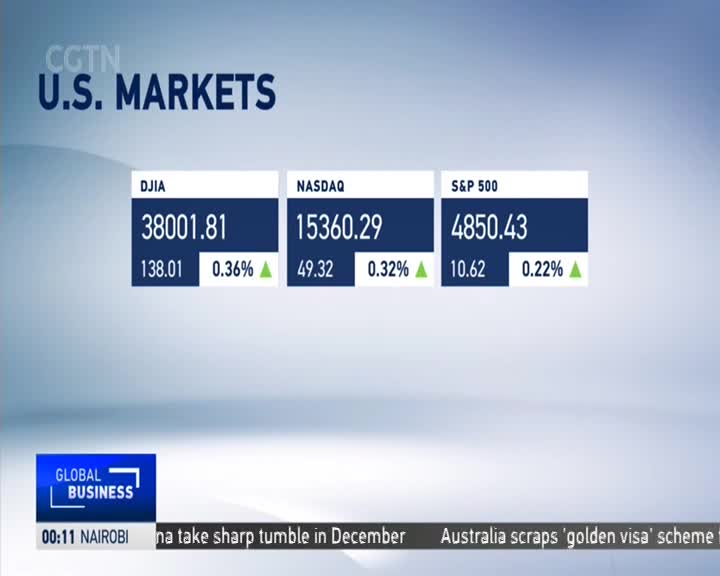 CGTN
U.S. MARKETS
DJIA
38001.81
138.01 0.36%
NASDAQ
15360.29
49.32 0.32%
S&P 500
4850.43
10.62 0.22%
GLOBAL
BUSINESS
00:11 NAIROBI
na take sharp tumble in December Australia scraps 'golden visa' scheme